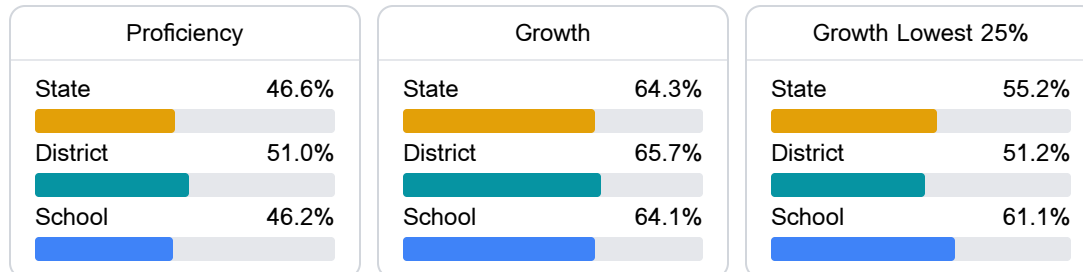 Proficiency
State 46.6%
District 51.0%
School 46.2%
Growth
State 64.3%
District 65.7%
School 64.1%
Growth Lowest 25%
State 55.2%
District 51.2%
School 61.1%